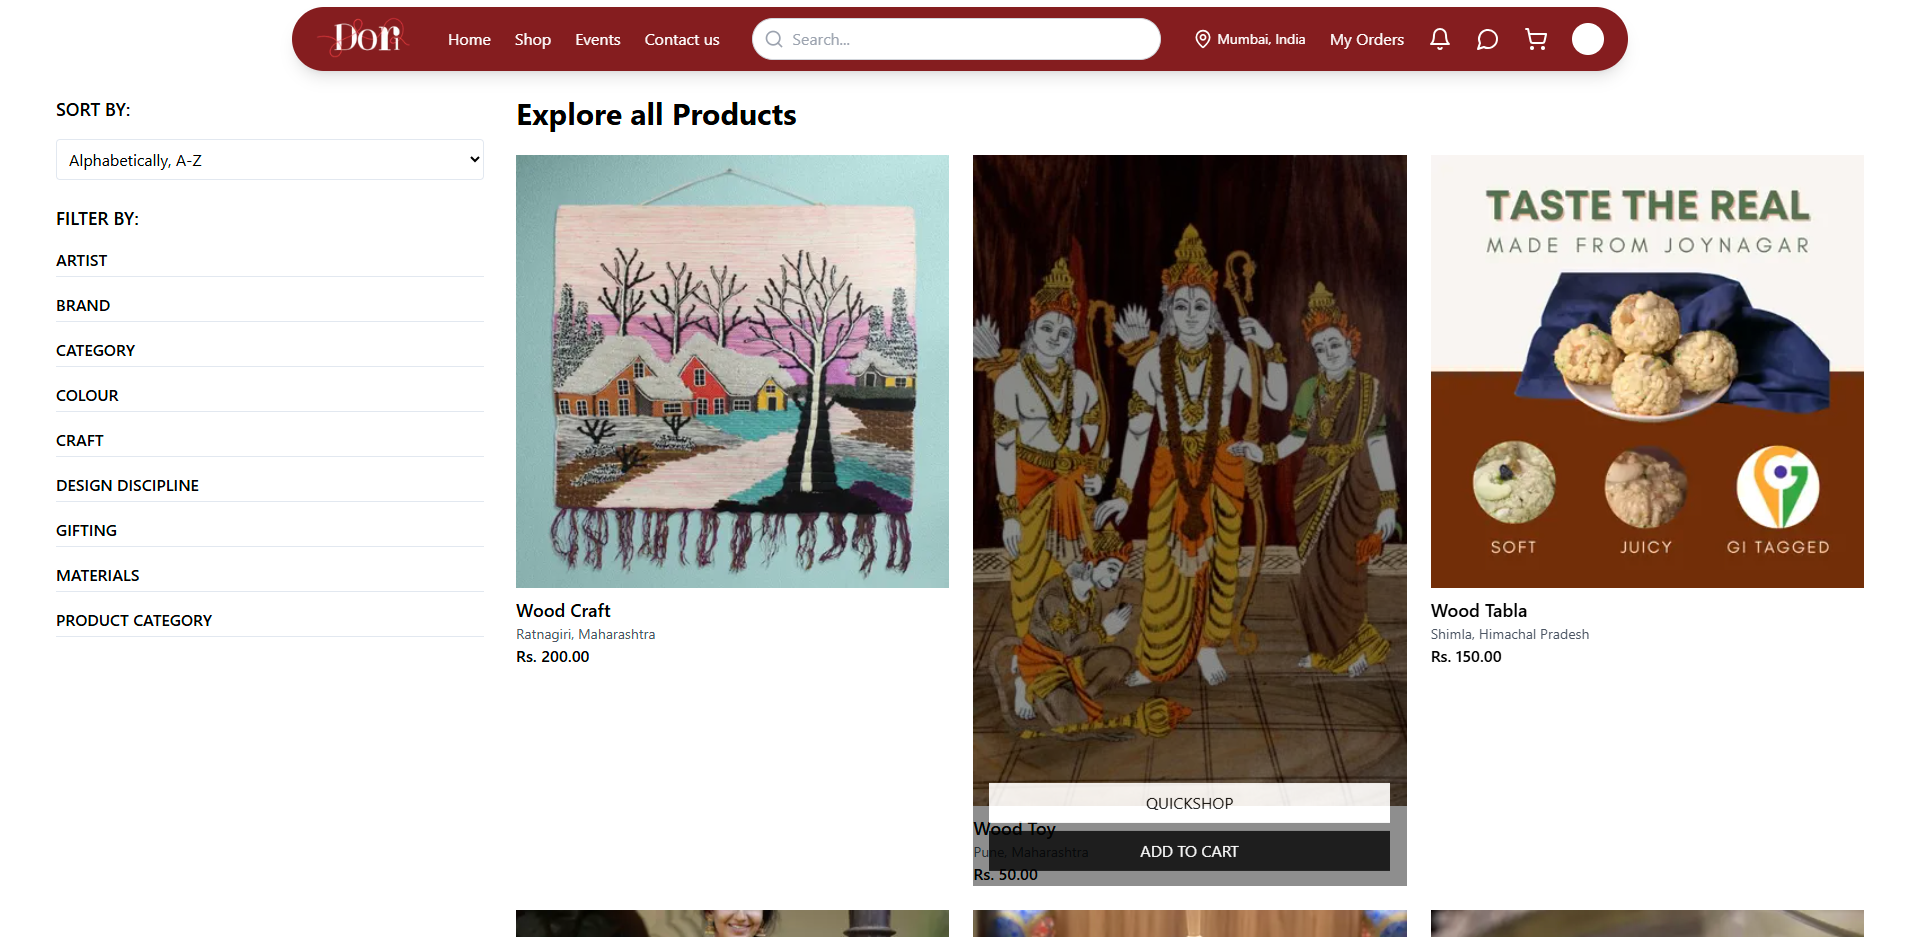 Dori
Home
Shop
Events
Contact us
Search...
Mumbai, India
My Orders
SORT BY:
Alphabetically, A-Z
FILTER BY:
ARTIST
BRAND
CATEGORY
COLOUR
CRAFT
DESIGN DISCIPLINE
GIFTING
MATERIALS
PRODUCT CATEGORY
Explore all Products
Wood Craft
Ratnagiri, Maharashtra
Rs. 200.00
QUICKSHOP
Wood Toy
Pune, Maharashtra
ADD TO CART
Rs. 50.00
TASTE THE REAL
MADE FROM JOYNAGAR
SOFT
JUICY
GI TAGGED
Wood Tabla
Shimla, Himachal Pradesh
Rs. 150.00